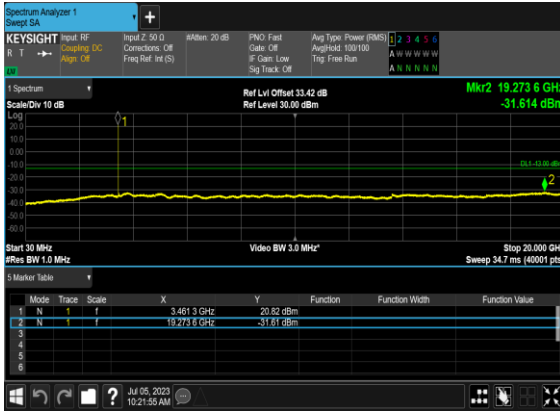 Spectrum Analyzer 1
Swept SA
+
KEYSIGHT Input: RF Input Z: 50 Ω #Atten: 20 dB PNO: Fast Avg Type: Power (RMS) 1 2 3 4 5 6
R T Coupling: DC Corrections: Off Gate: Off Avg|Hold: 100/100 A W W W W W
Align: Off Freq Ref: Int (S) IF Gain: Low Trig: Free Run
Sig Track: Off A N N N N N
1 Spectrum Ref Lvl Offset 33.42 dB Mkr2 19.273 6 GHz
Scale/Div 10 dB Ref Level 30.00 dBm -31.614 dBm
Log
20.0
10.0
0.00
-10.0
DL1 -13.00 dBm
-20.0
-30.0
-40.0
-50.0
-60.0
1
2
Start 30 MHz Video BW 3.0 MHz* Stop 20.000 GHz
#Res BW 1.0 MHz Sweep 34.7 ms (40001 pts)
5 Marker Table
Mode Trace Scale X Y Function Function Width Function Value
1 N 1 f 3.461 3 GHz 20.82 dBm
2 N 1 f 19.273 6 GHz -31.61 dBm
3
4
5
6
? Jul 05, 2023
10:21:55 AM